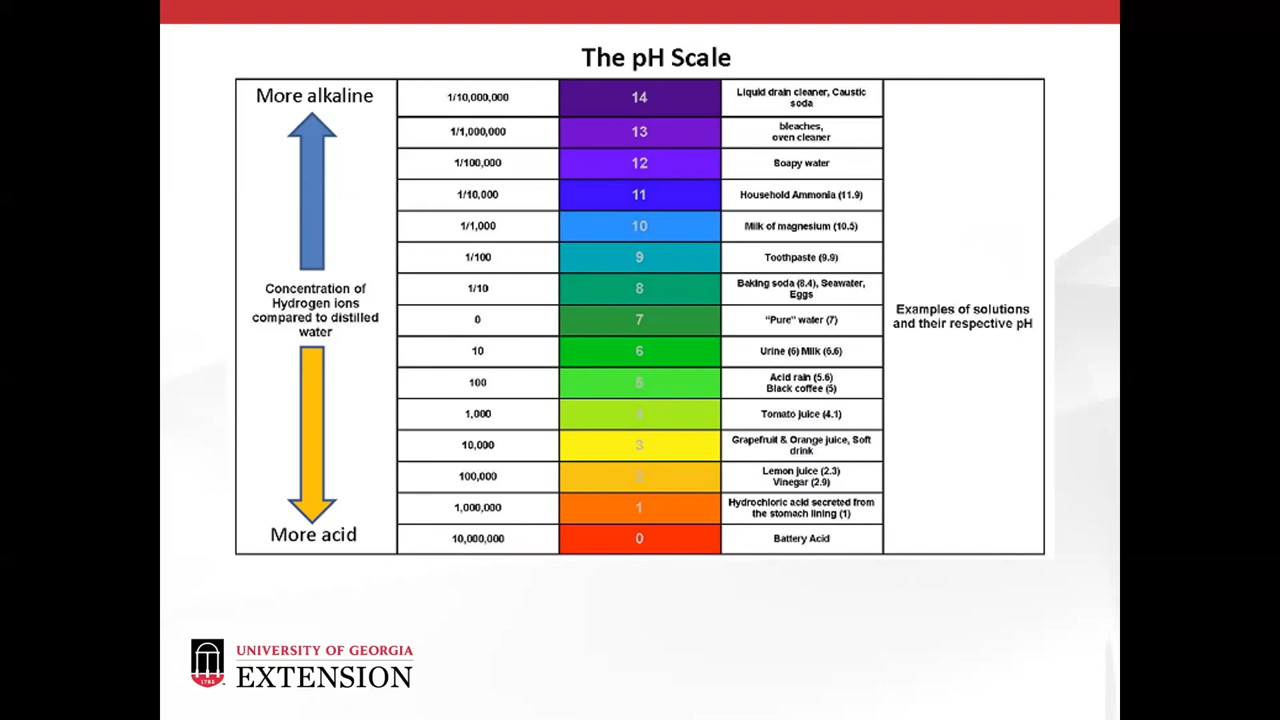 The pH Scale
More alkaline
1/10,000,000
14
Liquid drain cleaner, Caustic
soda
1/1,000,000
13
bleaches,
oven cleaner
1/100,000
12
Soapy water
1/10,000
11
Household Ammonia (11.9)
1/1,000
10
Milk of magnesium (10.5)
1/100
9
Toothpaste (9.9)
Concentration of
Hydrogen ions
compared to distilled
water
1/10
8
Baking soda (8.4), Seawater,
Eggs
0
7
"Pure" water (7)
Examples of solutions
and their respective pH
10
6
Urine (6) Milk (6.6)
100
5
Acid rain (5.6)
Black coffee (5)
1,000
4
Tomato juice (4.1)
10,000
3
Grapefruit & Orange juice, Soft
drink
100,000
2
Lemon juice (2.3)
Vinegar (2.9)
1,000,000
1
Hydrochloric acid secreted from
the stomach lining (1)
More acid
10,000,000
0
Battery Acid
1785
UNIVERSITY OF GEORGIA
EXTENSION